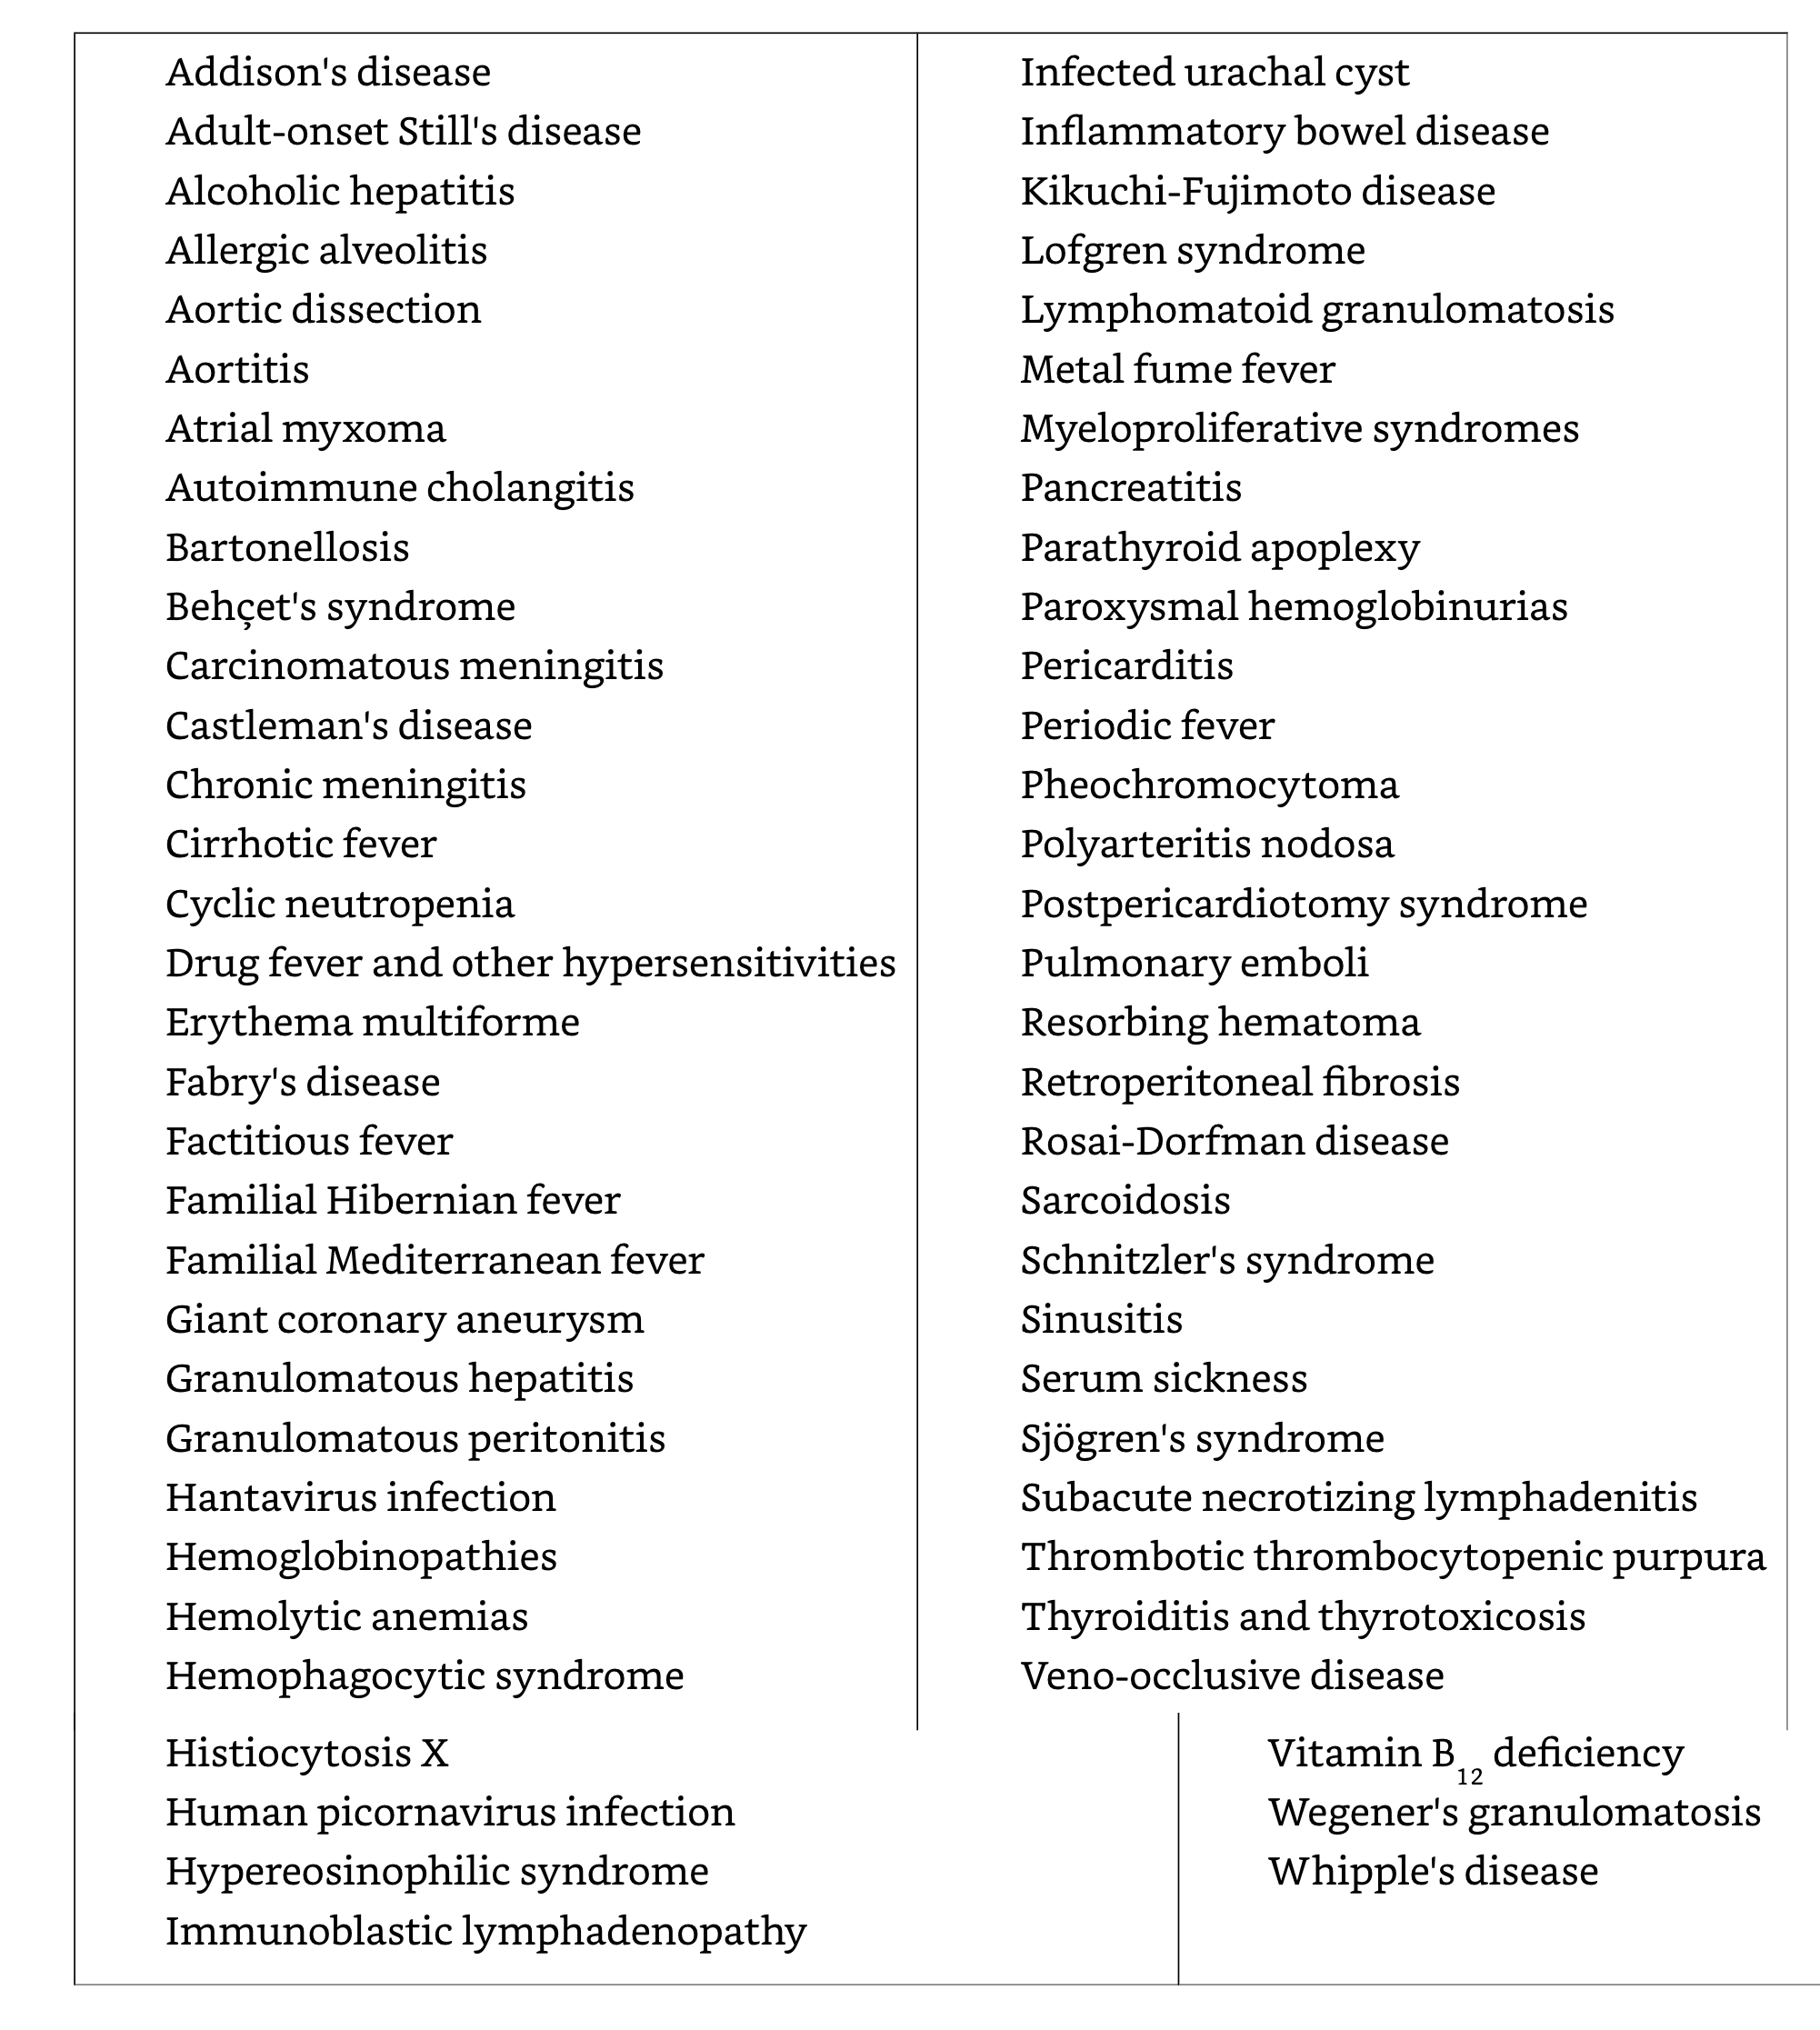 Addison's disease
Adult-onset Still's disease
Alcoholic hepatitis
Allergic alveolitis
Aortic dissection
Aortitis
Atrial myxoma
Autoimmune cholangitis
Bartonellosis
Behçet's syndrome
Carcinomatous meningitis
Castleman's disease
Chronic meningitis
Cirrhotic fever
Cyclic neutropenia
Drug fever and other hypersensitivities
Erythema multiforme
Fabry's disease
Factitious fever
Familial Hibernian fever
Familial Mediterranean fever
Giant coronary aneurysm
Granulomatous hepatitis
Granulomatous peritonitis
Hantavirus infection
Hemoglobinopathies
Hemolytic anemias
Hemophagocytic syndrome
Infected urachal cyst
Inflammatory bowel disease
Kikuchi-Fujimoto disease
Lofgren syndrome
Lymphomatoid granulomatosis
Metal fume fever
Myeloproliferative syndromes
Pancreatitis
Parathyroid apoplexy
Paroxysmal hemoglobinurias
Pericarditis
Periodic fever
Pheochromocytoma
Polyarteritis nodosa
Postpericardiotomy syndrome
Pulmonary emboli
Resorbing hematoma
Retroperitoneal fibrosis
Rosai-Dorfman disease
Sarcoidosis
Schnitzler's syndrome
Sinusitis
Serum sickness
Sjögren's syndrome
Subacute necrotizing lymphadenitis
Thrombotic thrombocytopenic purpura
Thyroiditis and thyrotoxicosis
Veno-occlusive disease
Histiocytosis X
Human picornavirus infection
Hypereosinophilic syndrome
Immunoblastic lymphadenopathy
Vitamin B12 deficiency
Wegener's granulomatosis
Whipple's disease